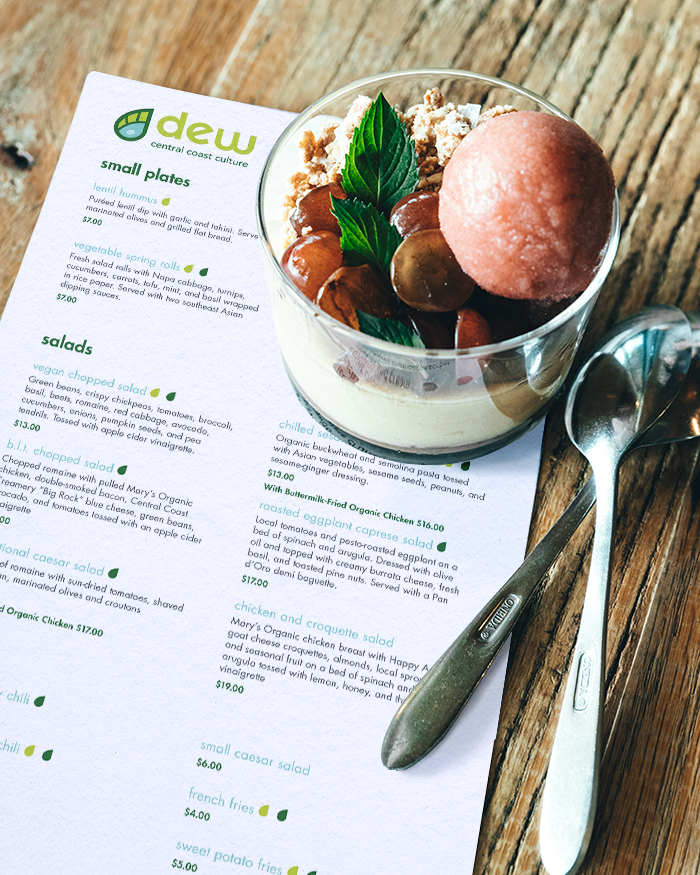 dew
central coast culture
small plates
lentil hummus
Puréed lentil dip with garlic and tahini. Serve
marinated olives and grilled flat bread.
$7.00
vegetable spring rolls
Fresh salad rolls with Napa cabbage, turnips,
cucumbers, carrots, tofu, mint, and basil wrapped
in rice paper. Served with two southeast Asian
dipping sauces.
$7.00
salads
vegan chopped salad
Green beans, crispy chickpeas, tomatoes, broccoli,
basil, beets, romaine, red cabbage, avocado,
cucumbers, onions, pumpkin seeds, and pea
tendrils. Tossed with apple cider vinaigrette.
$13.00
b.l.t. chopped salad
Chopped romaine with pulled Mary's Organic
chicken, double-smoked bacon, Central Coast
Creamery "Big Rock" blue cheese, green beans,
and tomatoes tossed with an apple cider
tional caesar salad
of romaine with sun-dried tomatoes, shaved
marinated olives and croutons
Organic Chicken $17.00
chili
chili
chilled
Organic buckwheat and semolina pasta tossed
with Asian vegetables, sesame seeds, peanuts, and
sesame-ginger dressing.
$13.00
With Buttermilk-Fried Organic Chicken $16.00
roasted eggplant caprese salad
Local tomatoes and pesto-roasted eggplant on a
bed of spinach and arugula. Dressed with olive
oil and topped with creamy burrata cheese, fresh
basil, and toasted pine nuts. Served with a Pan
d'Oro demi baguette.
$17.00
chicken and croquette salad
Mary's Organic chicken breast with Happy
goat cheese croquettes, almonds, local
and seasonal fruit on a bed of spinach and
arugula tossed with lemon, honey, and
vinaigrette
$19.00
small caesar salad
$6.00
french fries
$4.00
sweet potato fries
$5.00